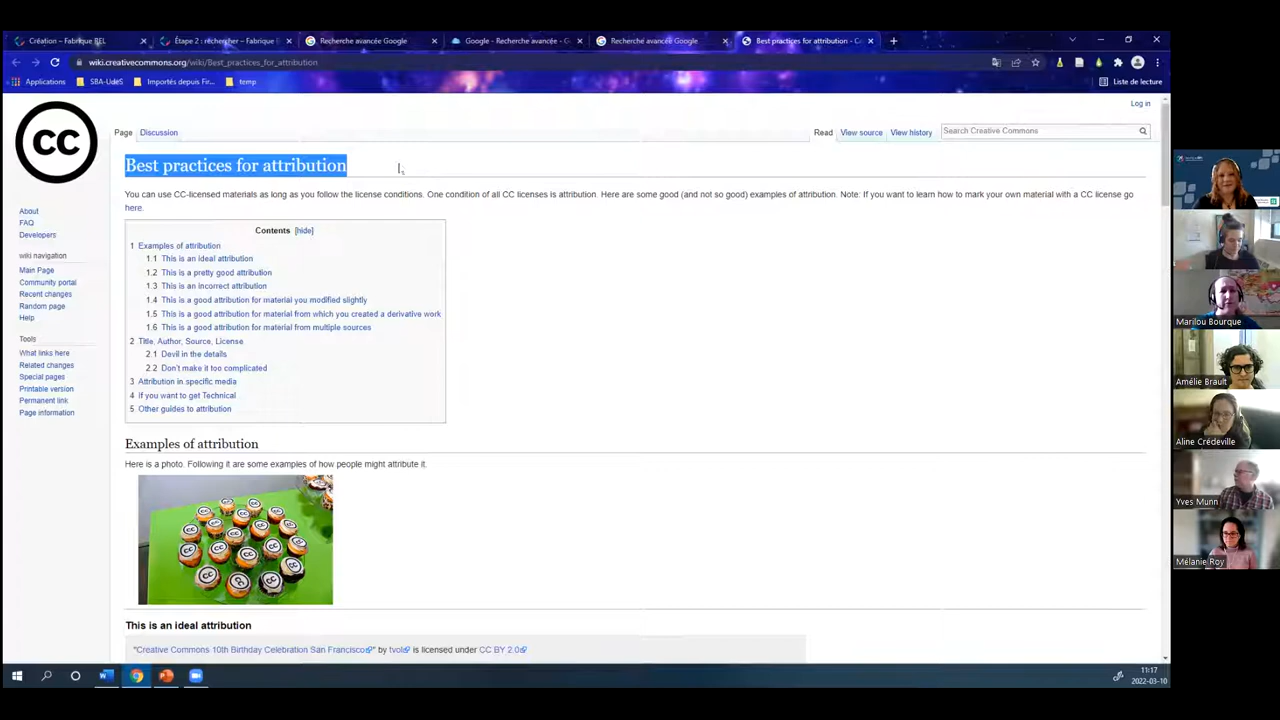 Création – Fabrique REL
Étape 2 : rechercher – Fabrique
Recherche avancée Google
Google - Recherche avancée -
Recherche avancée Google
Best practices for attribution -
wiki.creativecommons.org/wiki/Best_practices_for_attribution
Applications
SBA-UdeS
Importés depuis Fir...
temp
Liste de lecture
Log in
Page
Discussion
Read
View source
View history
Search Creative Commons
cc
Best practices for attribution
You can use CC-licensed materials as long as you follow the license conditions. One condition of all CC licenses is attribution. Here are some good (and not so good) examples of attribution. Note: If you want to learn how to mark your own material with a CC license go
here.
About
FAQ
Developers
wiki navigation
Main Page
Community portal
Recent changes
Random page
Help
Tools
What links here
Related changes
Special pages
Printable version
Permanent link
Page information
Contents [hide]
1 Examples of attribution
1.1 This is an ideal attribution
1.2 This is a pretty good attribution
1.3 This is an incorrect attribution
1.4 This is a good attribution for material you modified slightly
1.5 This is a good attribution for material from which you created a derivative work
1.6 This is a good attribution for material from multiple sources
2 Title, Author, Source, License
2.1 Devil in the details
2.2 Don't make it too complicated
3 Attribution in specific media
4 If you want to get Technical
5 Other guides to attribution
Examples of attribution
Here is a photo. Following it are some examples of how people might attribute it.
This is an ideal attribution
"Creative Commons 10th Birthday Celebration San Francisco" by tvol is licensed under CC BY 2.0
Marilou Bourque
Amélie Brault
Aline Crédeville
Yves Munn
Mélanie Roy
11:17
2022-03-10